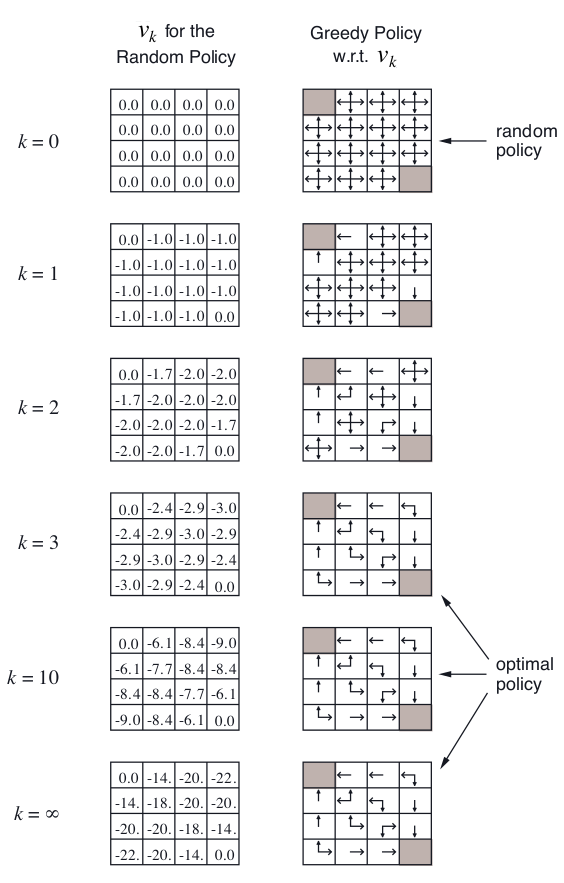 v_k for the
Random Policy
Greedy Policy
w.r.t. v_k
k = 0
0.0 0.0 0.0 0.0
0.0 0.0 0.0 0.0
0.0 0.0 0.0 0.0
0.0 0.0 0.0 0.0
random
policy
k = 1
0.0 -1.0 -1.0 -1.0
-1.0 -1.0 -1.0 -1.0
-1.0 -1.0 -1.0 -1.0
-1.0 -1.0 -1.0 0.0
k = 2
0.0 -1.7 -2.0 -2.0
-1.7 -2.0 -2.0 -2.0
-2.0 -2.0 -2.0 -1.7
-2.0 -2.0 -1.7 0.0
k = 3
0.0 -2.4 -2.9 -3.0
-2.4 -2.9 -3.0 -2.9
-2.9 -3.0 -2.9 -2.4
-3.0 -2.9 -2.4 0.0
k = 10
0.0 -6.1 -8.4 -9.0
-6.1 -7.7 -8.4 -8.4
-8.4 -8.4 -7.7 -6.1
-9.0 -8.4 -6.1 0.0
optimal
policy
k = ∞
0.0 -14. -20. -22.
-14. -18. -20. -20.
-20. -20. -18. -14.
-22. -20. -14. 0.0